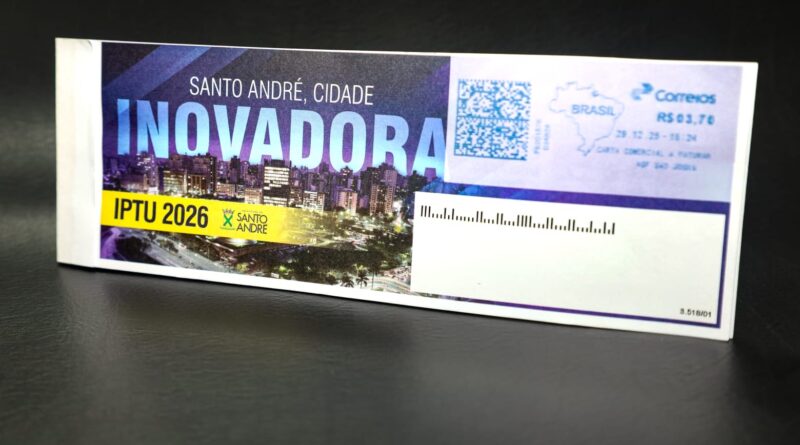 SANTO ANDRÉ, CIDADE
INOVADORA
IPTU 2026
SANTO
ANDRÉ
BRASIL
Correios
R$ 03,70
CARTA COMERCIAL A FATURAR
3.518/01